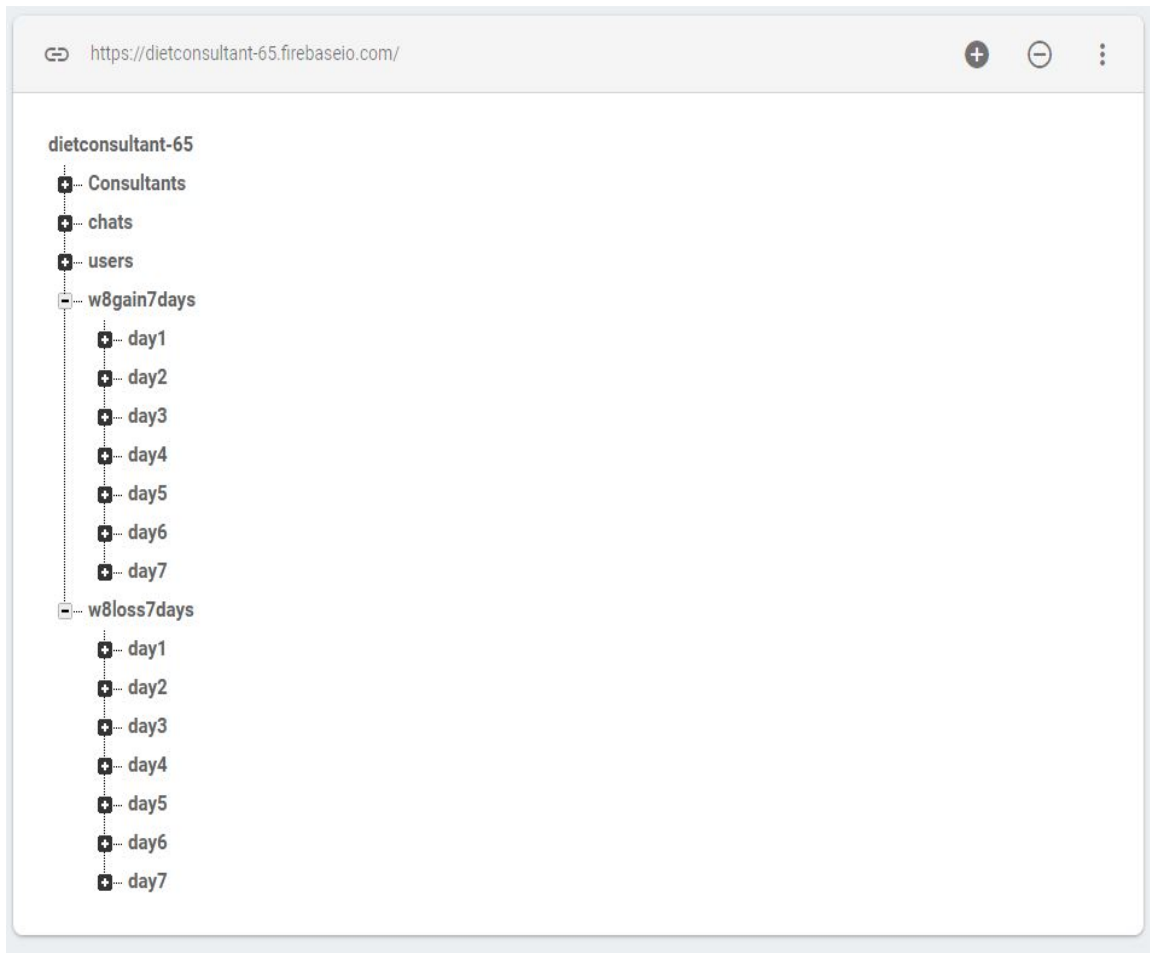 https://dietconsultant-65.firebaseio.com/
dietconsultant-65
Consultants
chats
users
w8gain7days
day1
day2
day3
day4
day5
day6
day7
w8loss7days
day1
day2
day3
day4
day5
day6
day7